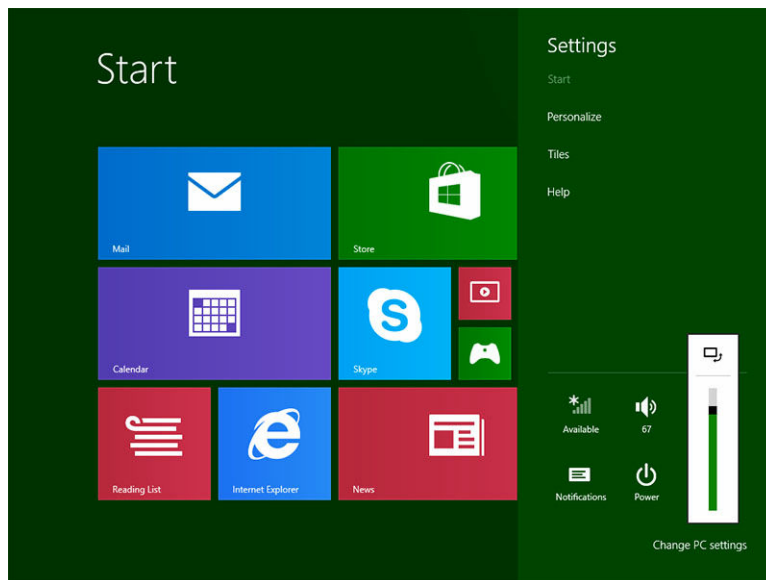 Start
Settings
Start
Personalize
Tiles
Help
Mail
Store
Calendar
Skype
Reading List
Internet Explorer
News
Available
67
Notifications
Power
Change PC settings